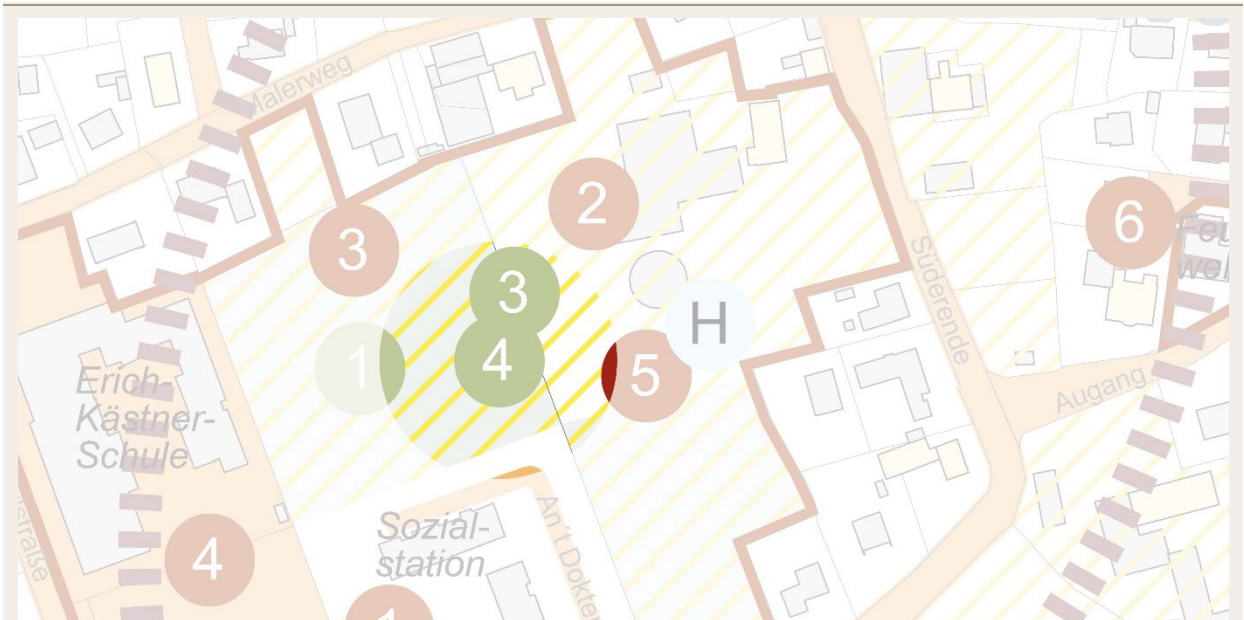 Malerweg
2
3
3
4
1
5
H
6
Süderende
Augang
Erich-
Kästner-
Schule
Sozial-
station
An't Dokter
4